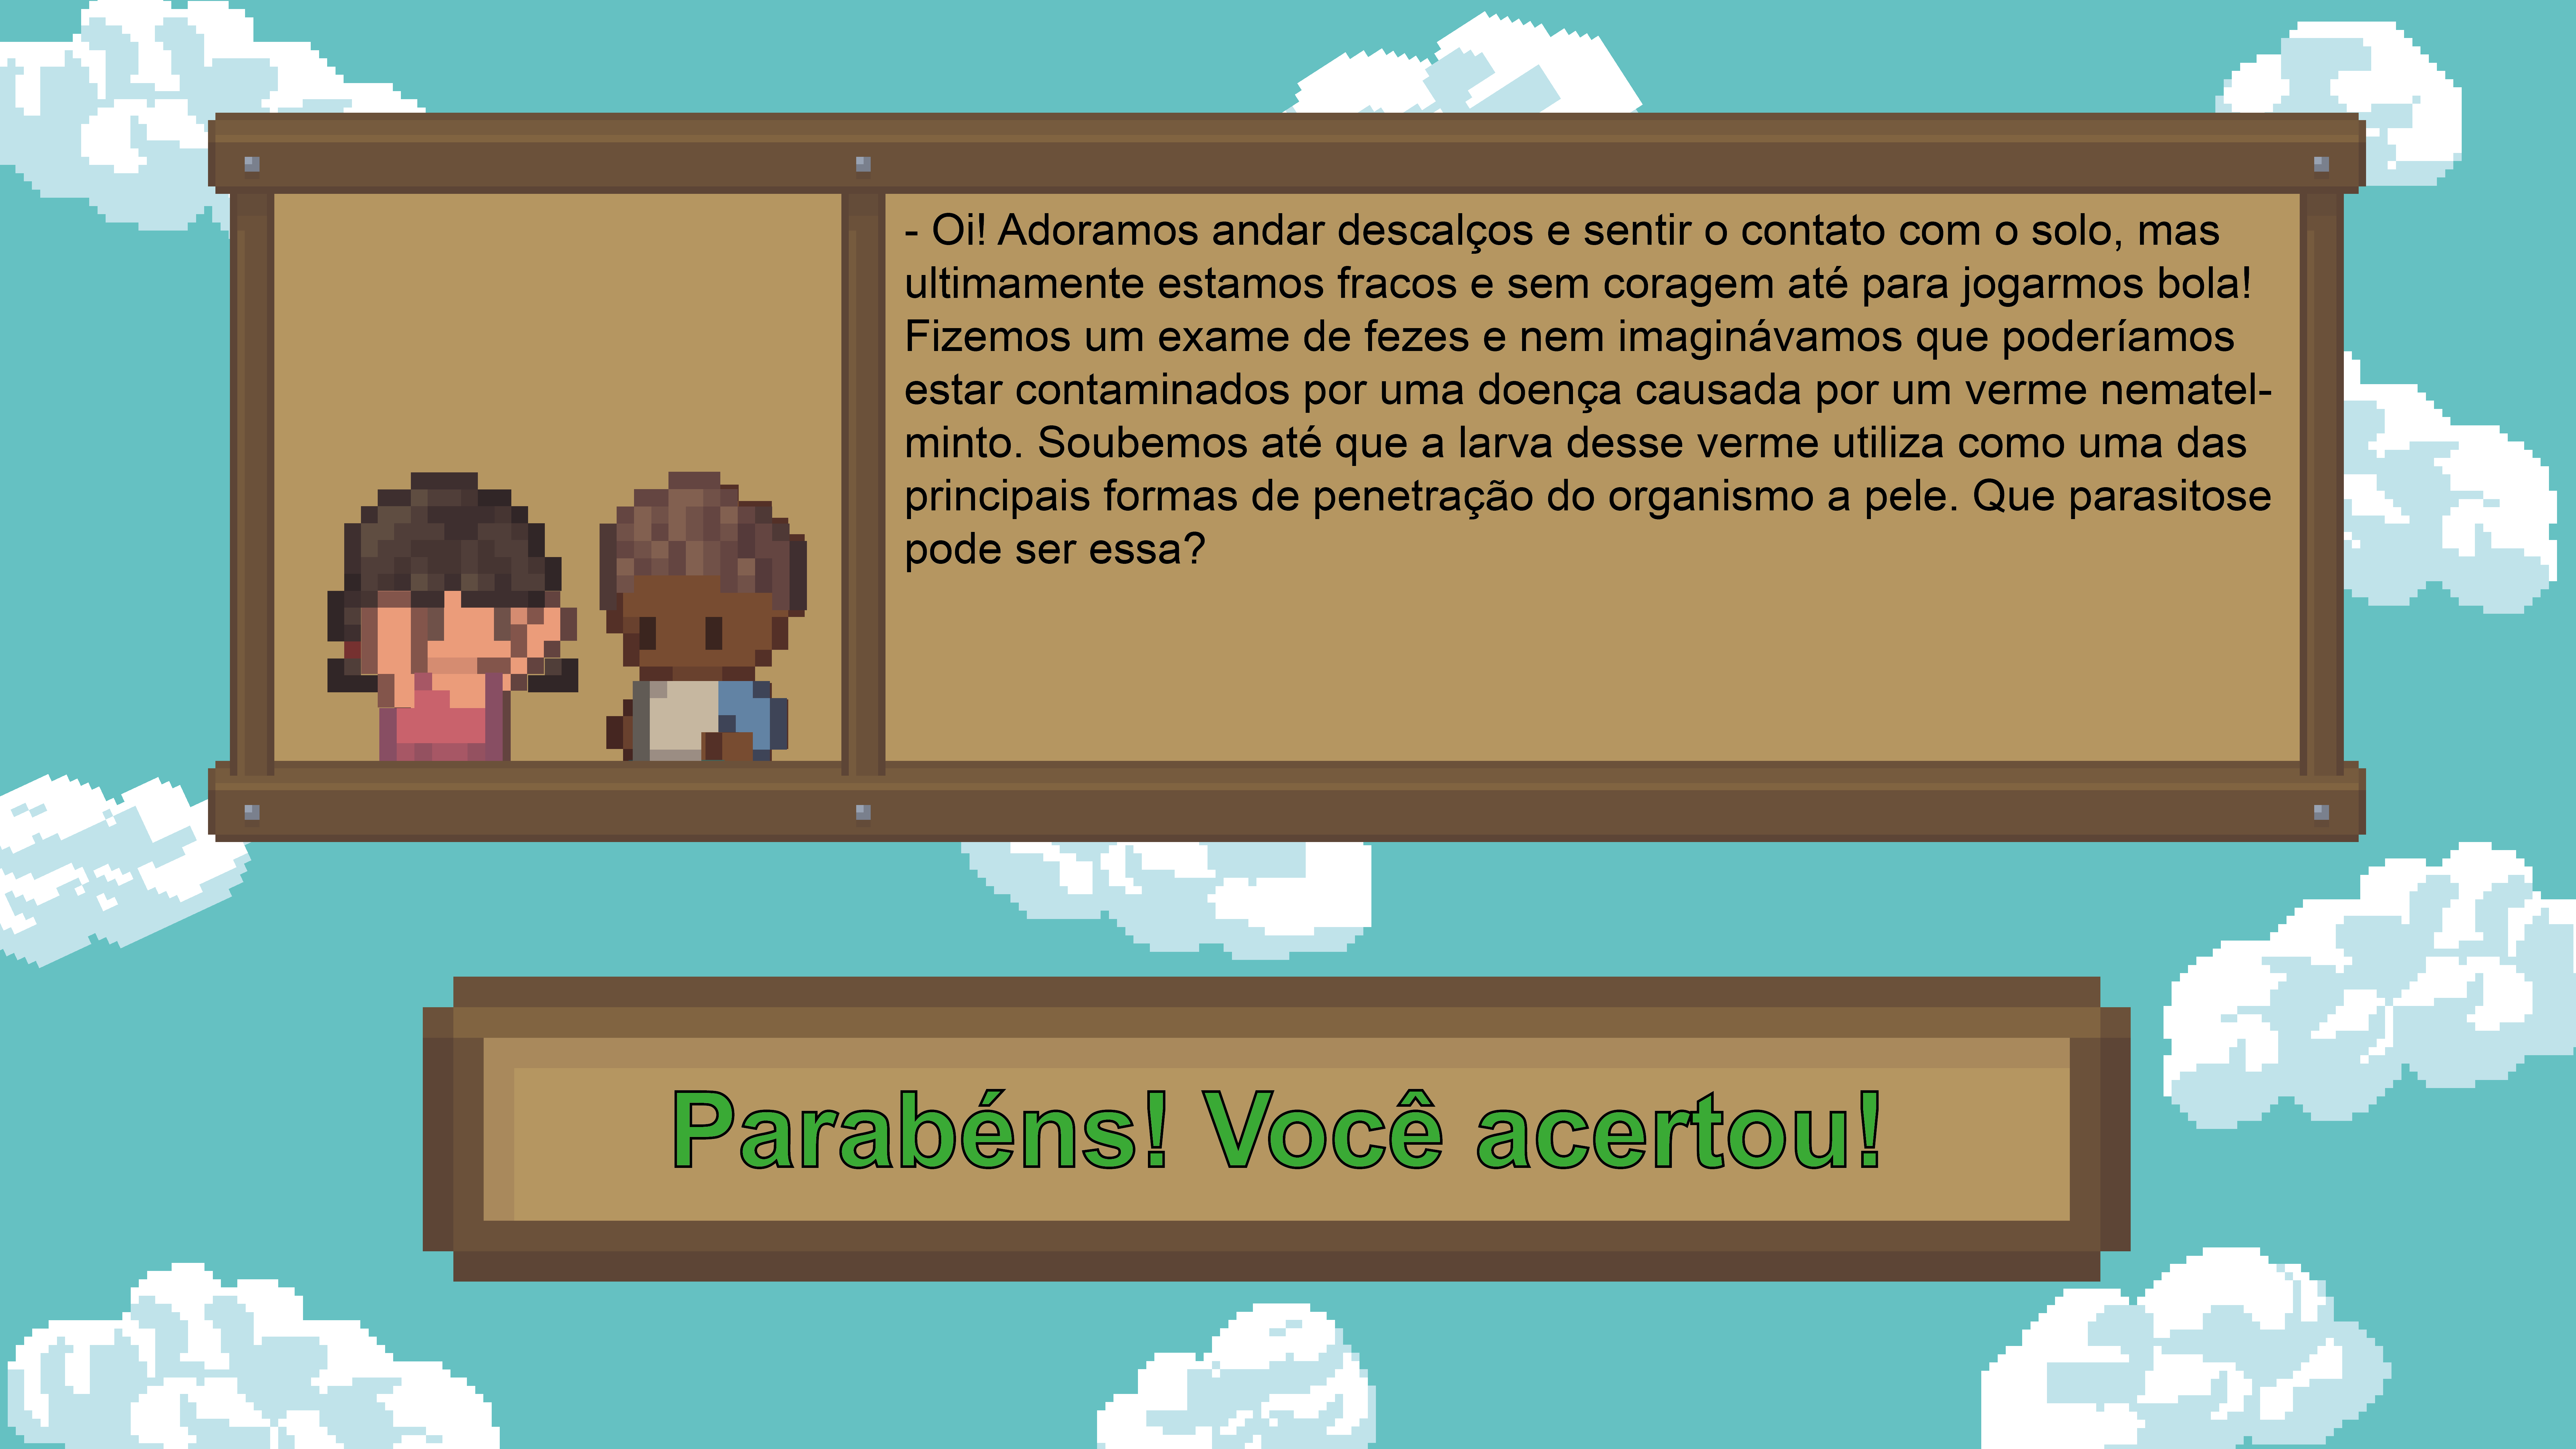 - Oi! Adoramos andar descalços e sentir o contato com o solo, mas
ultimamente estamos fracos e sem coragem até para jogarmos bola!
Fizemos um exame de fezes e nem imaginávamos que poderíamos
estar contaminados por uma doença causada por um verme nematel-
minto. Soubemos até que a larva desse verme utiliza como uma das
principais formas de penetração do organismo a pele. Que parasitose
pode ser essa?
Parabéns! Você acertou!